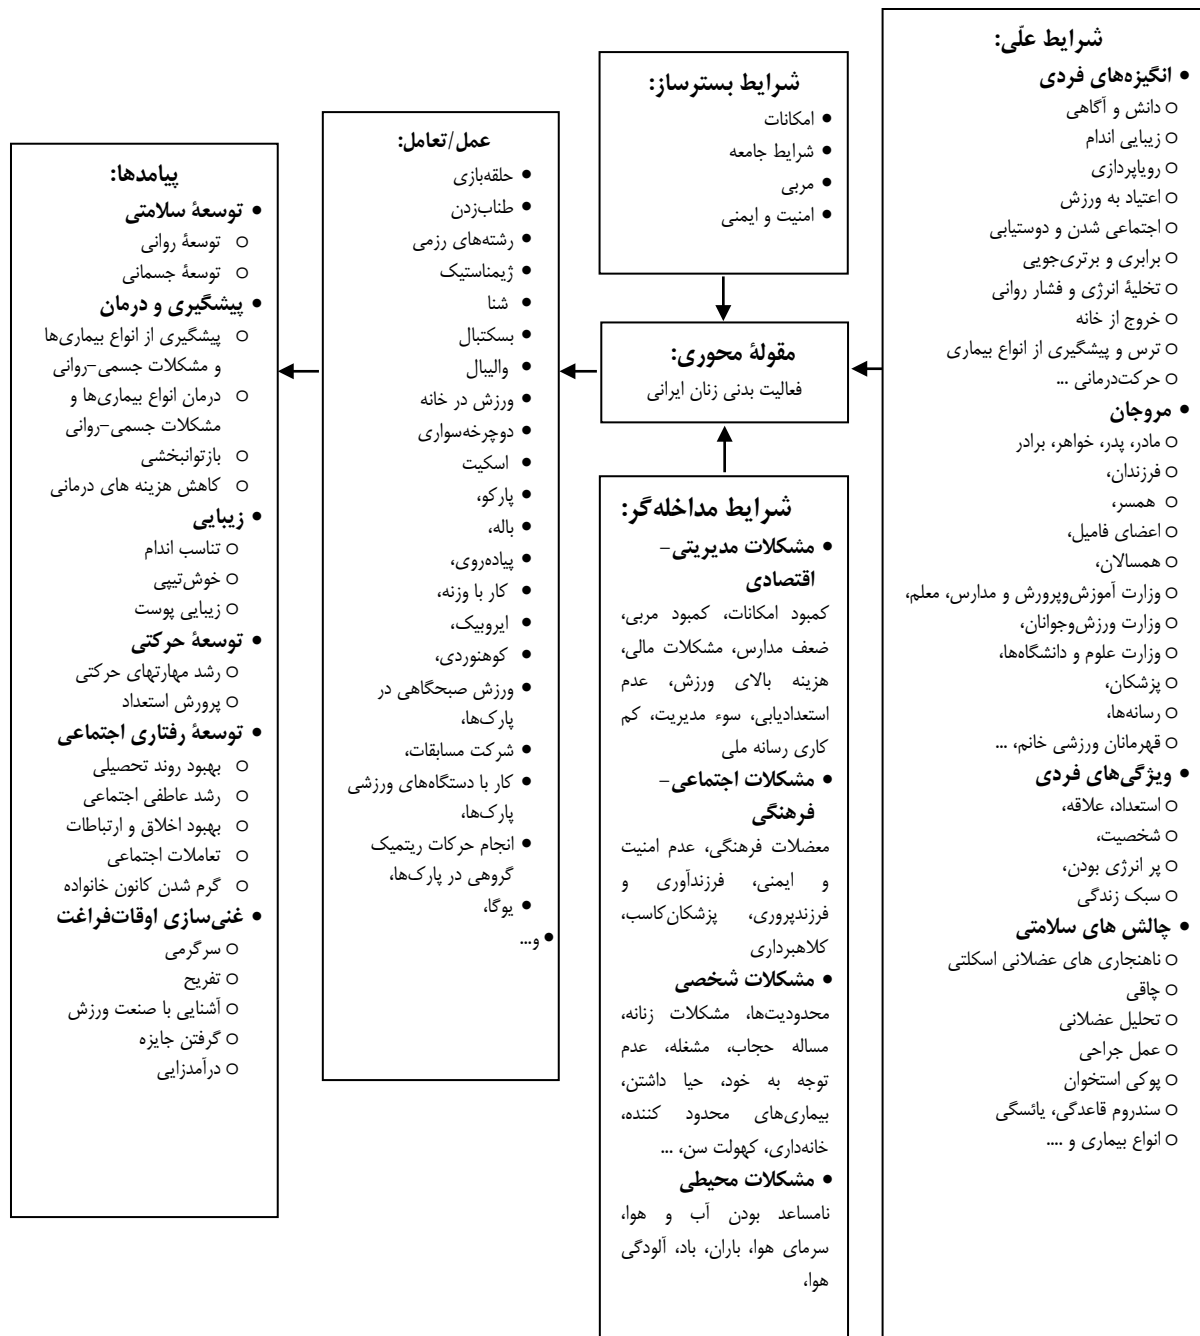 شرایط علّی:
• انگیزه‌های فردی
○ دانش و آگاهی
○ زیبایی اندام
○ رویاپردازی
○ اعتیاد به ورزش
○ اجتماعی شدن و دوستیابی
○ برابری و برتری‌جویی
○ تخلیهٔ انرژی و فشار روانی
○ خروج از خانه
○ ترس و پیشگیری از انواع بیماری
○ حرکت‌درمانی ...
• مروجان
○ مادر، پدر، خواهر، برادر
○ فرزندان،
○ همسر،
○ اعضای فامیل،
○ همسالان،
○ وزارت آموزش‌وپرورش و مدارس، معلم،
○ وزارت ورزش‌وجوانان،
○ وزارت علوم و دانشگاه‌ها،
○ پزشکان،
○ رسانه‌ها،
○ قهرمانان ورزشی خانم، ...
• ویژگی‌های فردی
○ استعداد، علاقه،
○ شخصیت،
○ پر انرژی بودن،
○ سبک زندگی
• چالش های سلامتی
○ ناهنجاری های عضلانی اسکلتی
○ چاقی
○ تحلیل عضلانی
○ عمل جراحی
○ پوکی استخوان
○ سندروم قاعدگی، یائسگی
○ انواع بیماری و ....
شرایط بسترساز:
• امکانات
• شرایط جامعه
• مربی
• امنیت و ایمنی
مقولهٔ محوری:
فعالیت بدنی زنان ایرانی
شرایط مداخله‌گر:
• مشکلات مدیریتی–
اقتصادی
کمبود امکانات، کمبود مربی،
ضعف مدارس، مشکلات مالی،
هزینه بالای ورزش، عدم
استعدادیابی، سوء مدیریت، کم
کاری رسانه ملی
• مشکلات اجتماعی–
فرهنگی
معضلات فرهنگی، عدم امنیت
و ایمنی، فرزندآوری و
فرزندپروری، پزشکان‌کاسب،
کلاهبرداری
• مشکلات شخصی
محدودیت‌ها، مشکلات زنانه،
مساله حجاب، مشغله، عدم
توجه به خود، حیا داشتن،
بیماری‌های محدود کننده،
خانه‌داری، کهولت سن، ...
• مشکلات محیطی
نامساعد بودن آب و هوا،
سرمای هوا، باران، باد، آلودگی
هوا،
عمل/تعامل:
• حلقه‌بازی
• طناب‌زدن
• رشته‌های رزمی
• ژیمناستیک
• شنا
• بسکتبال
• والیبال
• ورزش در خانه
• دوچرخه‌سواری
• اسکیت
• پارکو،
• باله،
• پیاده‌روی،
• کار با وزنه،
• ایروبیک،
• کوهنوردی،
• ورزش صبحگاهی در
پارک‌ها،
• شرکت مسابقات،
• کار با دستگاه‌های ورزشی
پارک‌ها،
• انجام حرکات ریتمیک
گروهی در پارک‌ها،
• یوگا،
• و...
پیامدها:
• توسعهٔ سلامتی
○ توسعهٔ روانی
○ توسعهٔ جسمانی
• پیشگیری و درمان
○ پیشگیری از انواع بیماری‌ها
و مشکلات جسمی–روانی
○ درمان انواع بیماری‌ها و
مشکلات جسمی–روانی
○ بازتوانبخشی
○ کاهش هزینه های درمانی
• زیبایی
○ تناسب اندام
○ خوش‌تیپی
○ زیبایی پوست
• توسعهٔ حرکتی
○ رشد مهارتهای حرکتی
○ پرورش استعداد
• توسعهٔ رفتاری اجتماعی
○ بهبود روند تحصیلی
○ رشد عاطفی اجتماعی
○ بهبود اخلاق و ارتباطات
○ تعاملات اجتماعی
○ گرم شدن کانون خانواده
• غنی‌سازی اوقات‌فراغت
○ سرگرمی
○ تفریح
○ آشنایی با صنعت ورزش
○ گرفتن جایزه
○ درآمدزایی